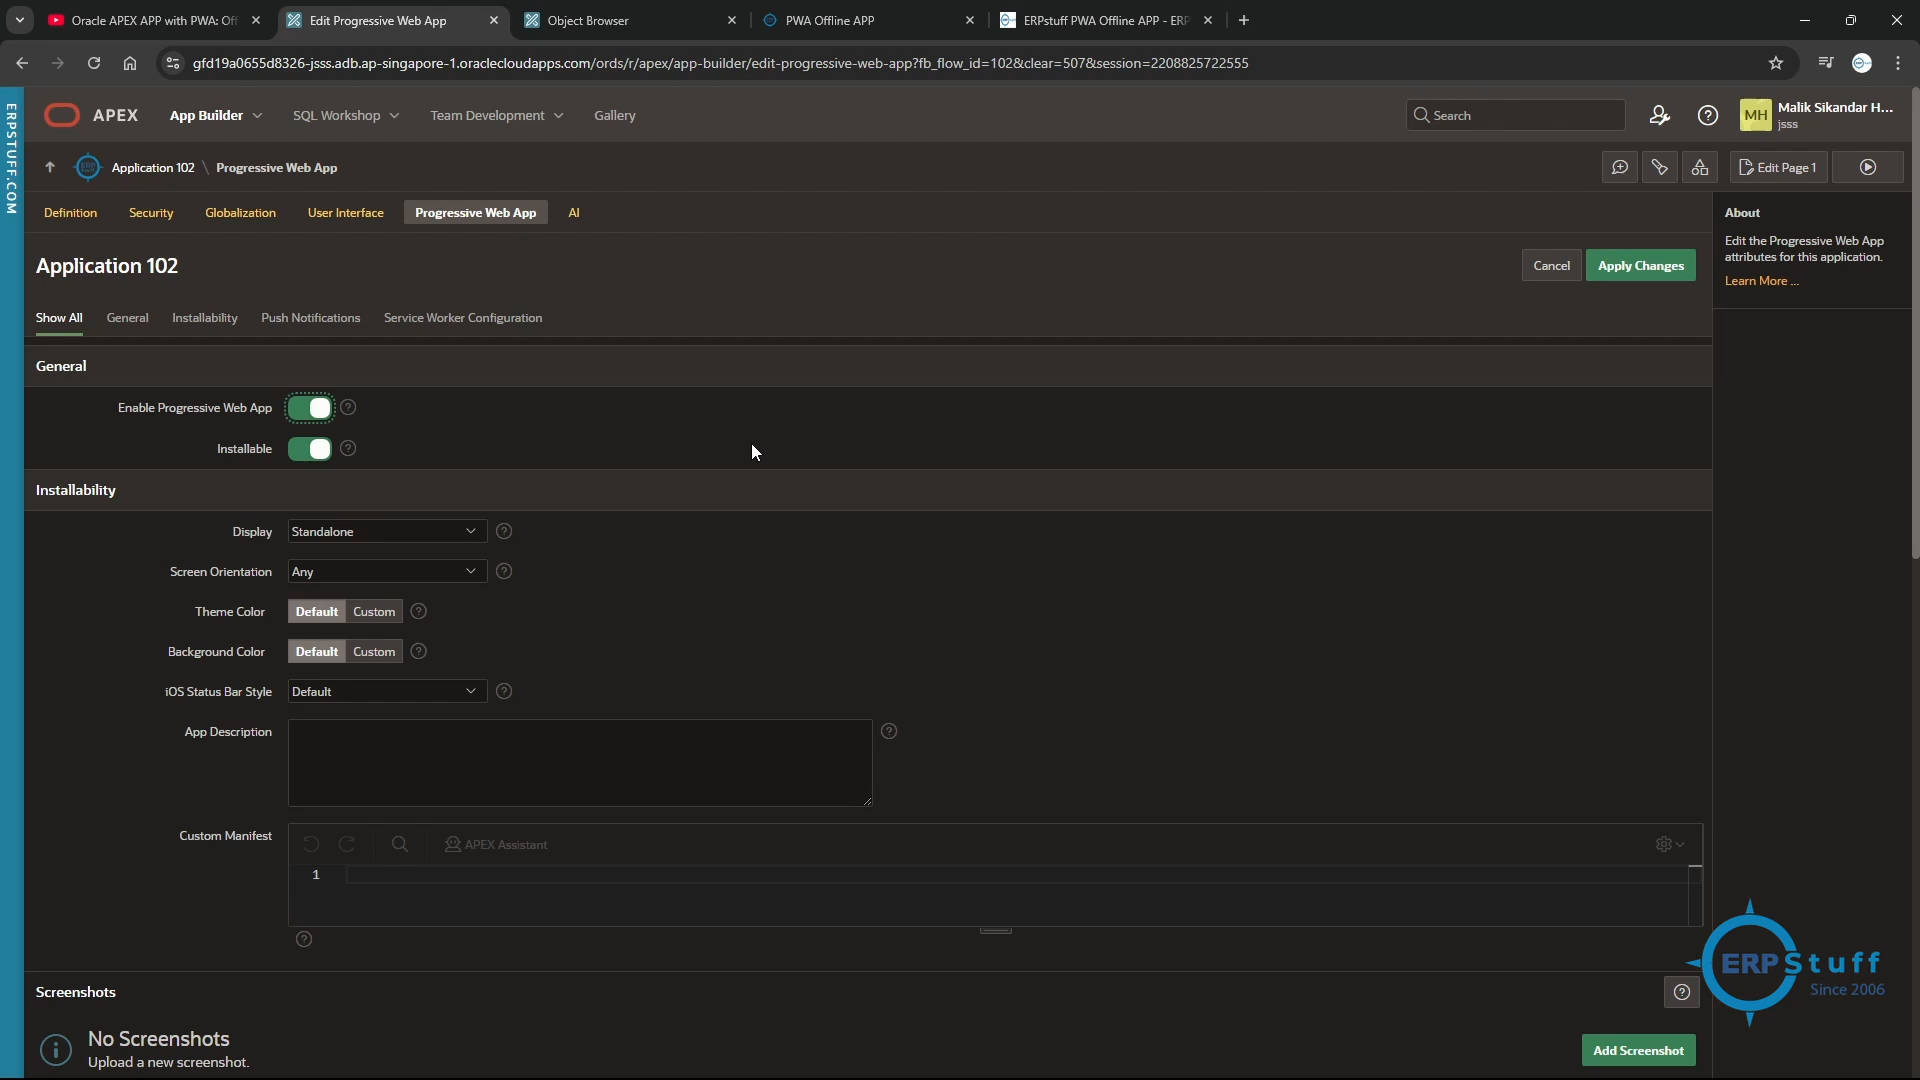 Oracle APEX APP with PWA: Off
Edit Progressive Web App
Object Browser
PWA Offline APP
ERPstuff PWA Offline APP - ERP
gfd19a0655d8326-jsss.adb.ap-singapore-1.oraclecloudapps.com/ords/r/apex/app-builder/edit-progressive-web-app?fb_flow_id=102&clear=507&session=2208825722555
ERPSTUFF.COM
APEX
App Builder
SQL Workshop
Team Development
Gallery
Search
MH
Malik Sikandar H...
jsss
Application 102 \ Progressive Web App
Edit Page 1
Definition
Security
Globalization
User Interface
Progressive Web App
AI
About
Edit the Progressive Web App
attributes for this application.
Learn More ...
Application 102
Cancel
Apply Changes
Show All
General
Installability
Push Notifications
Service Worker Configuration
General
Enable Progressive Web App
Installable
Installability
Display
Standalone
Screen Orientation
Any
Theme Color
Default
Custom
Background Color
Default
Custom
iOS Status Bar Style
Default
App Description
Custom Manifest
APEX Assistant
1
Screenshots
No Screenshots
Upload a new screenshot.
Add Screenshot
ERPStuff
Since 2006